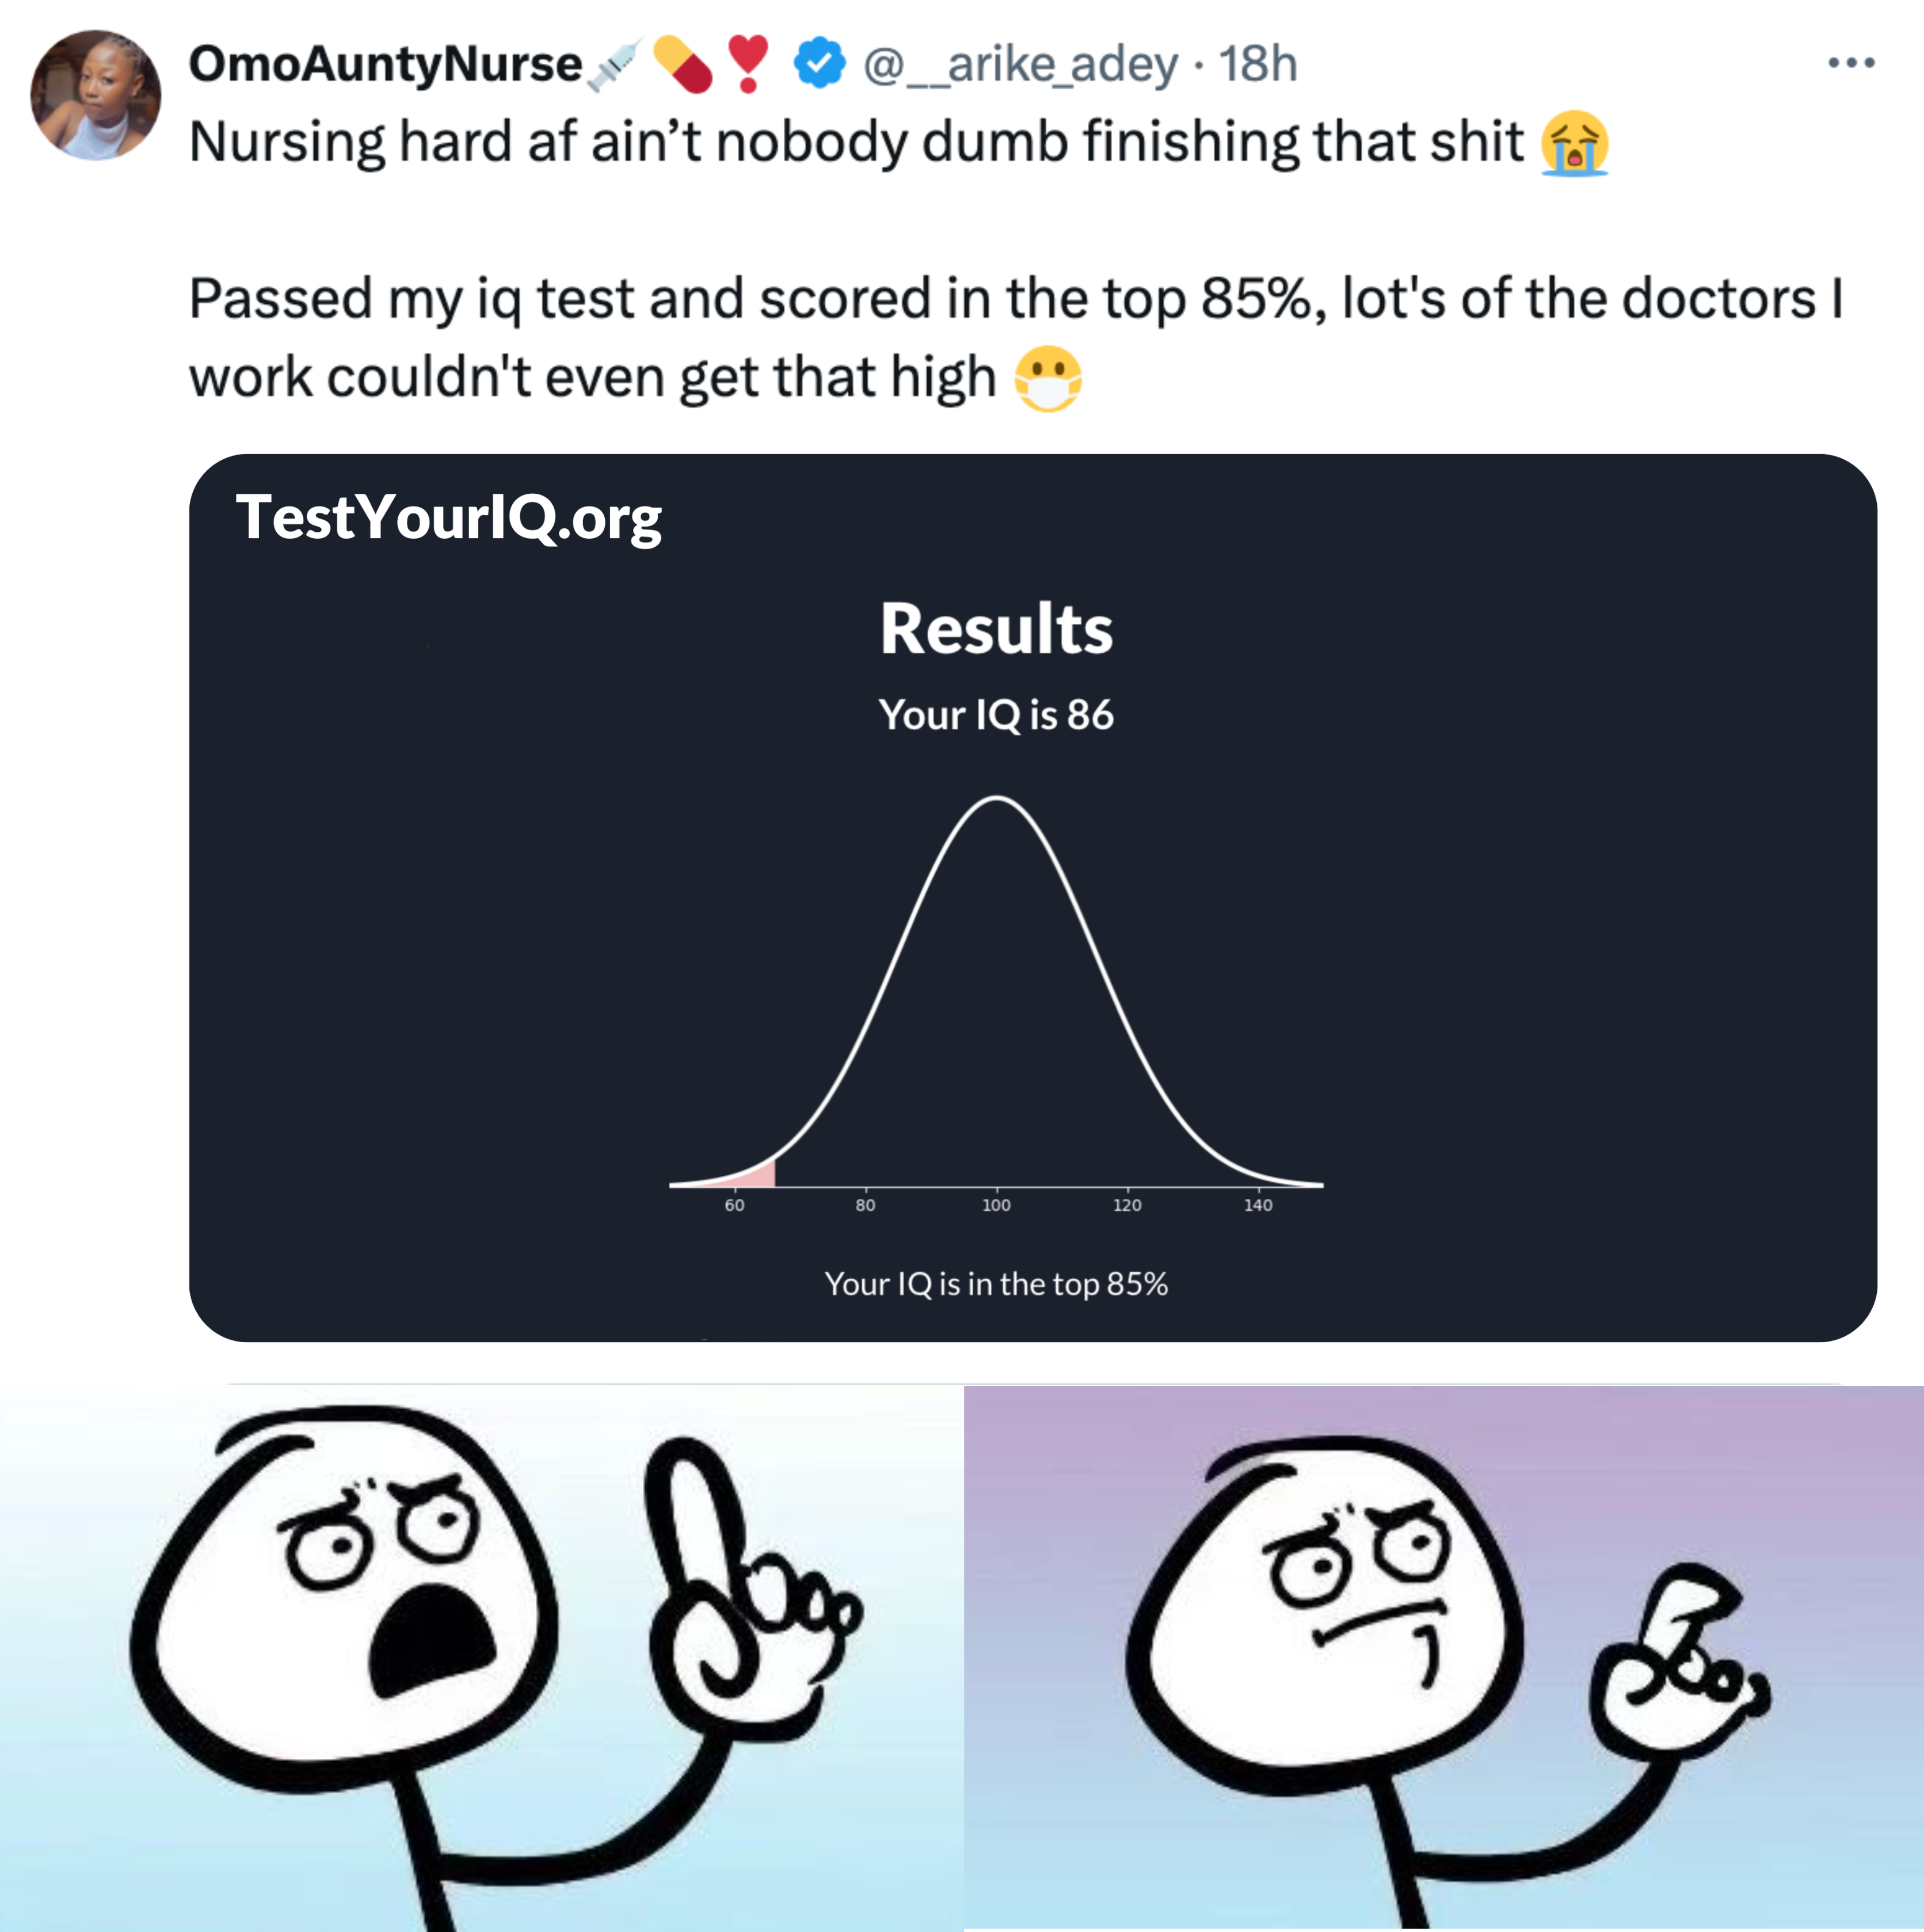 OmoAuntyNurse💉💊❣️ @__arike_adey · 18h
Nursing hard af ain’t nobody dumb finishing that shit 😭
Passed my iq test and scored in the top 85%, lot's of the doctors I
work couldn't even get that high 😷
TestYourIQ.org
Results
Your IQ is 86
60 80 100 120 140
Your IQ is in the top 85%